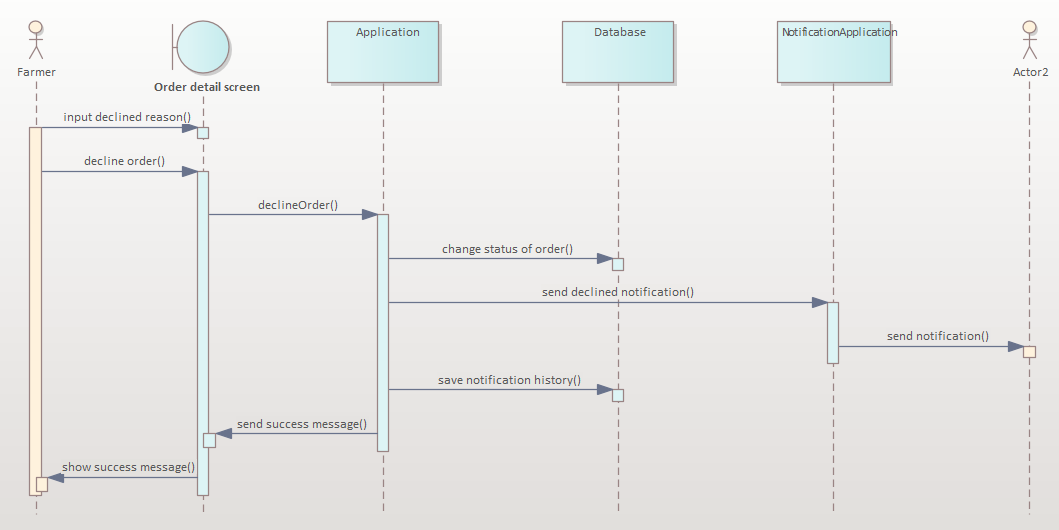 Farmer
Order detail screen
Application
Database
NotificationApplication
Actor2
input declined reason()
decline order()
declineOrder()
change status of order()
send declined notification()
send notification()
save notification history()
send success message()
show success message()